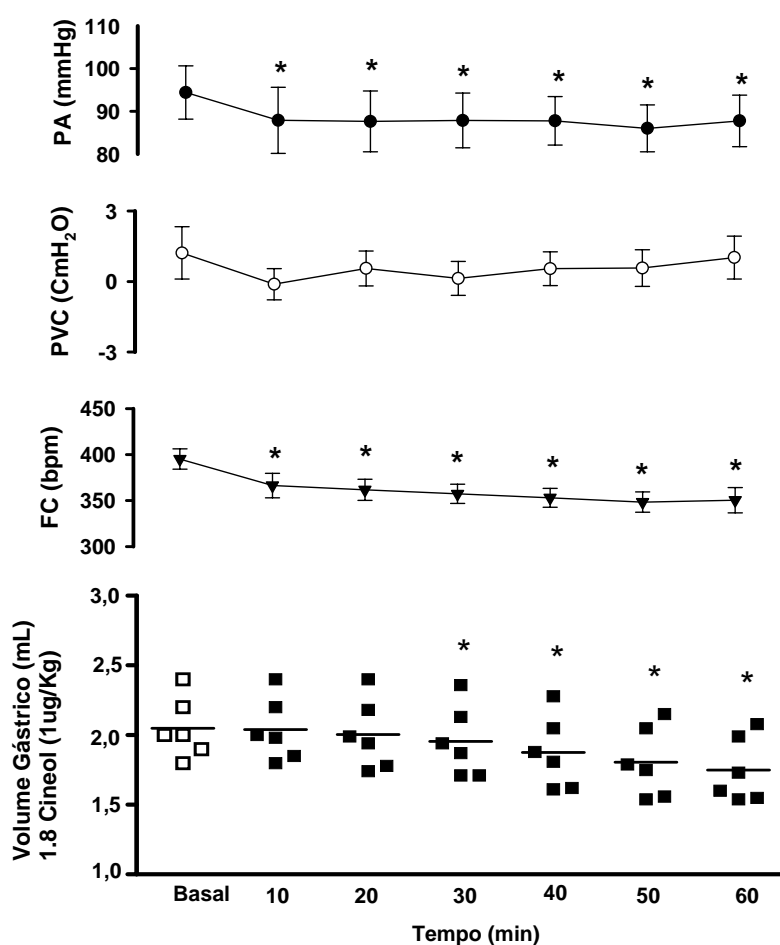 110
100
90
80
PA (mmHg)
* * * * * *
3
0
-3
PVC (CmH₂O)
450
400
350
300
FC (bpm)
* * * * * *
3,0
2,5
2,0
1,5
1,0
Volume Gástrico (mL)
1.8 Cineol (1ug/Kg)
* * * *
Basal 10 20 30 40 50 60
Tempo (min)